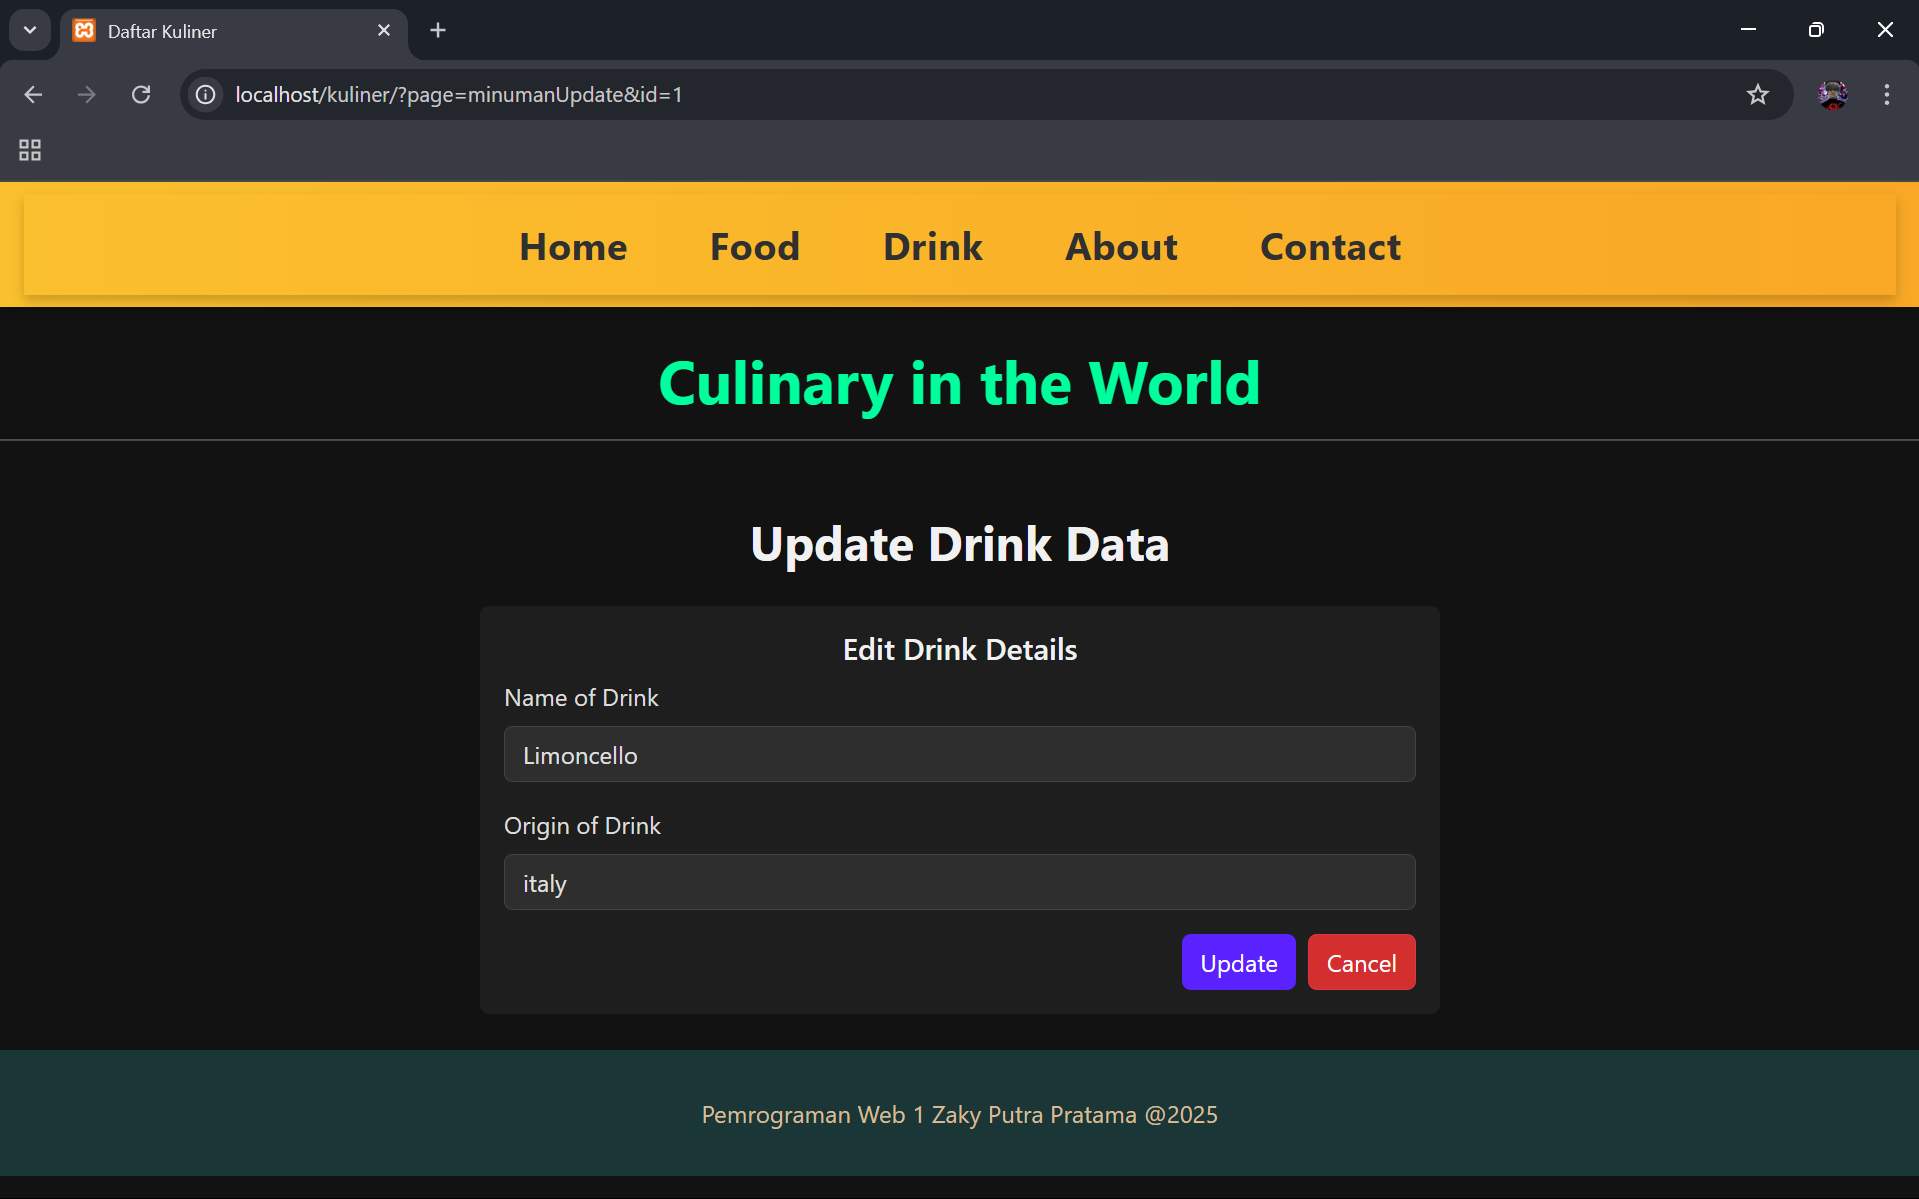 Daftar Kuliner
localhost/kuliner/?page=minumanUpdate&id=1
Home Food Drink About Contact
Culinary in the World
Update Drink Data
Edit Drink Details
Name of Drink
Limoncello
Origin of Drink
italy
Update Cancel
Pemrograman Web 1 Zaky Putra Pratama @2025